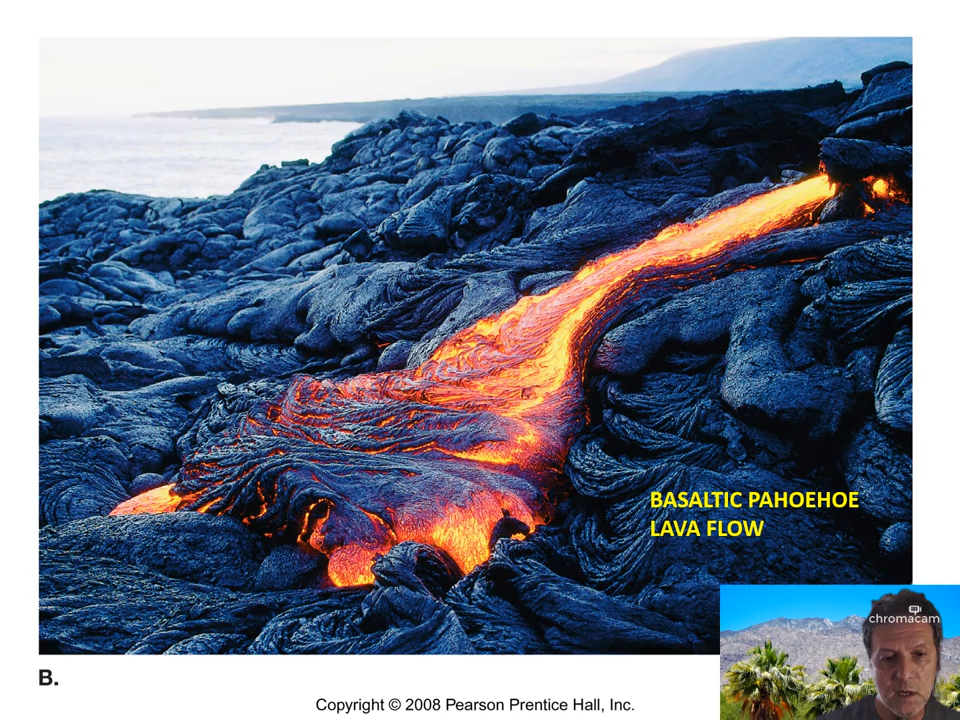 BASALTIC PAHOEHOE
LAVA FLOW
chromacam
B.
Copyright © 2008 Pearson Prentice Hall, Inc.